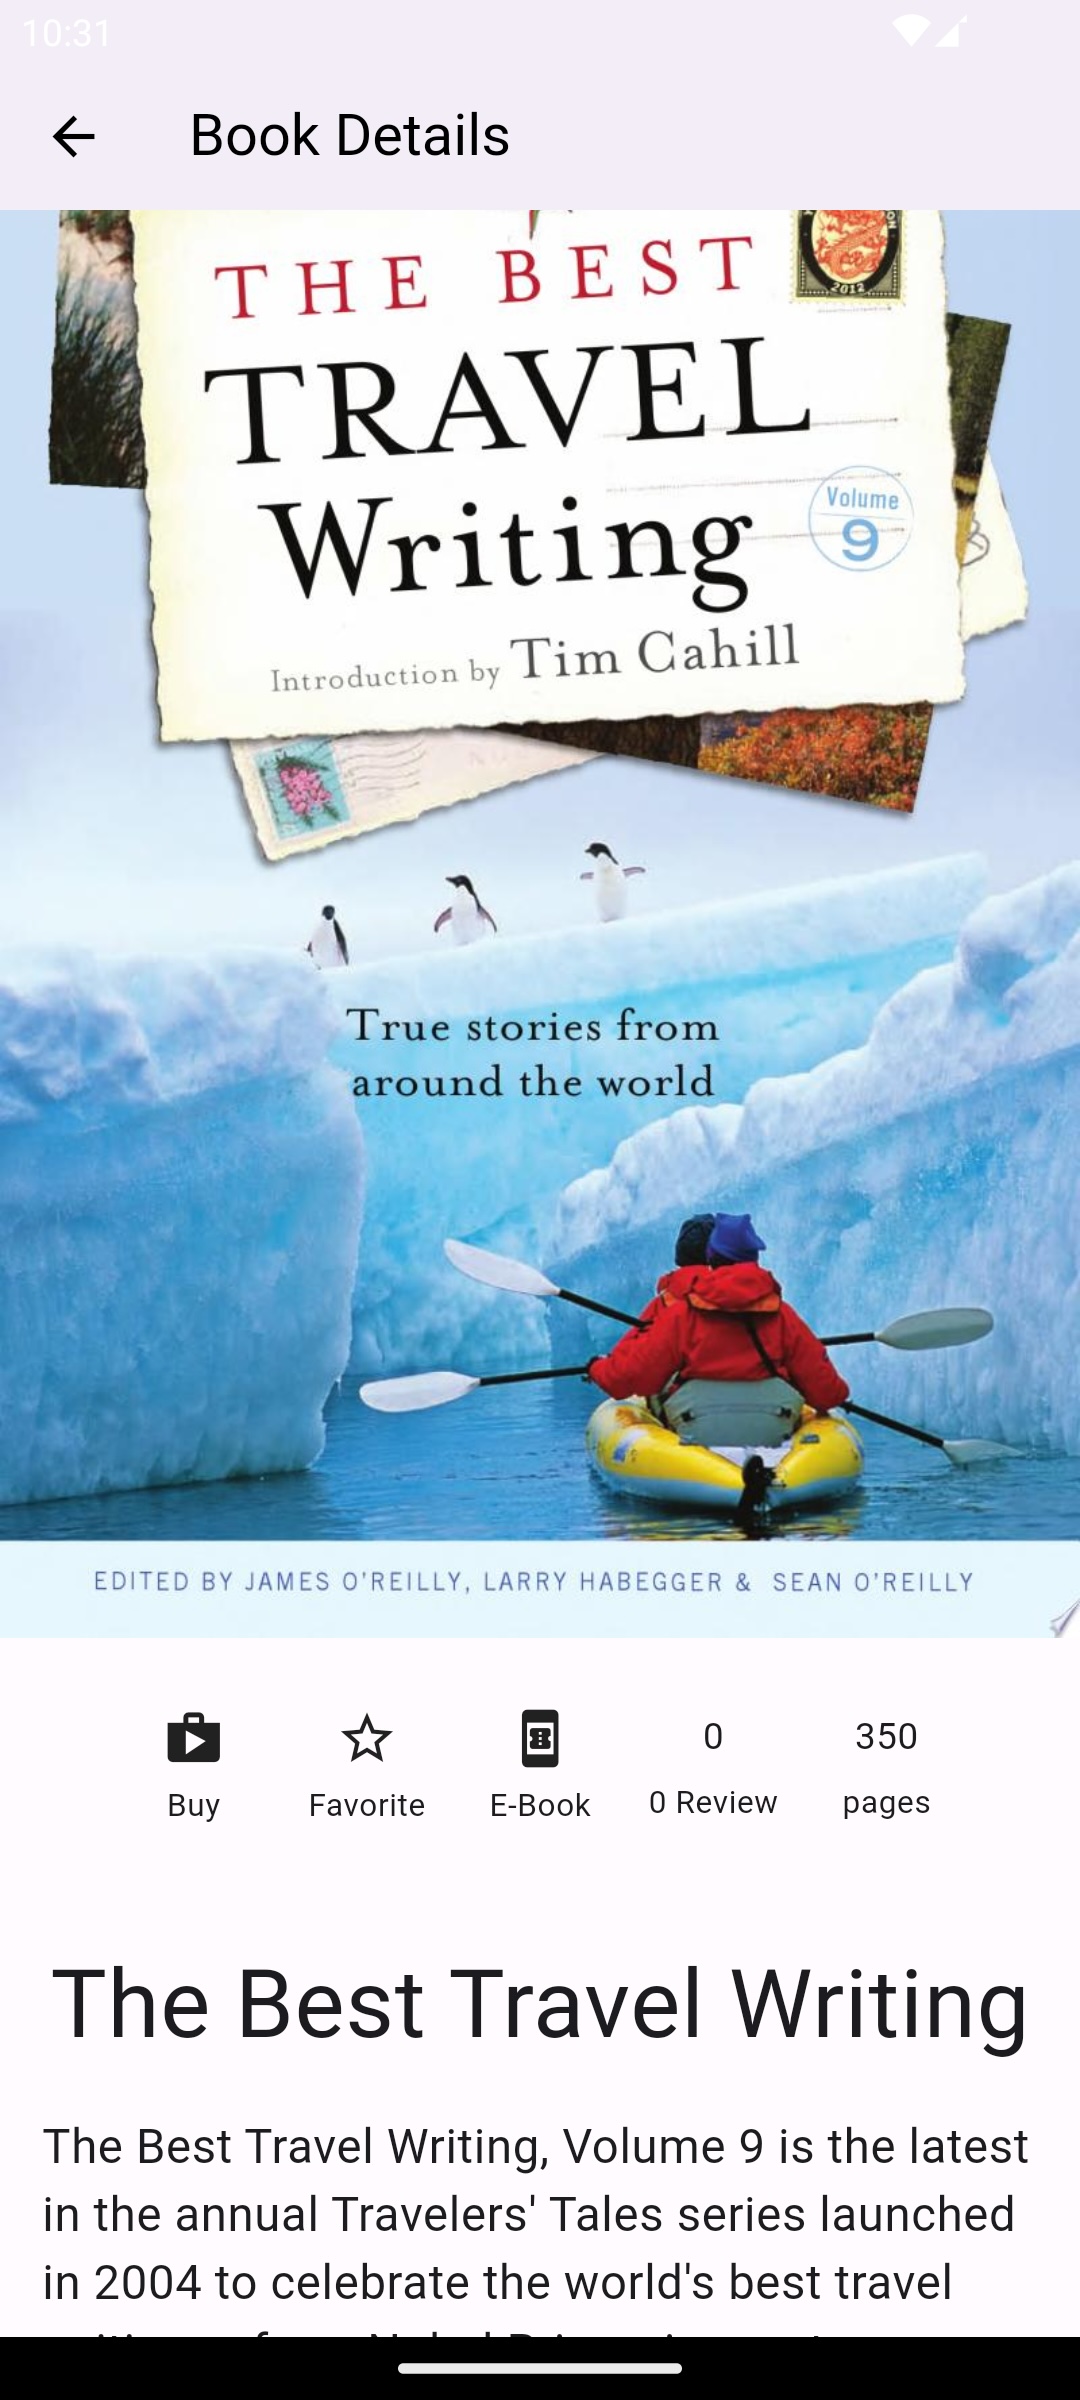 10:31
Book Details
THE BEST
2012
TRAVEL
Writing
Volume
9
Introduction by Tim Cahill
True stories from
around the world
EDITED BY JAMES O'REILLY, LARRY HABEGGER & SEAN O'REILLY
Buy
Favorite
E-Book
0
0 Review
350
pages
The Best Travel Writing
The Best Travel Writing, Volume 9 is the latest
in the annual Travelers' Tales series launched
in 2004 to celebrate the world's best travel